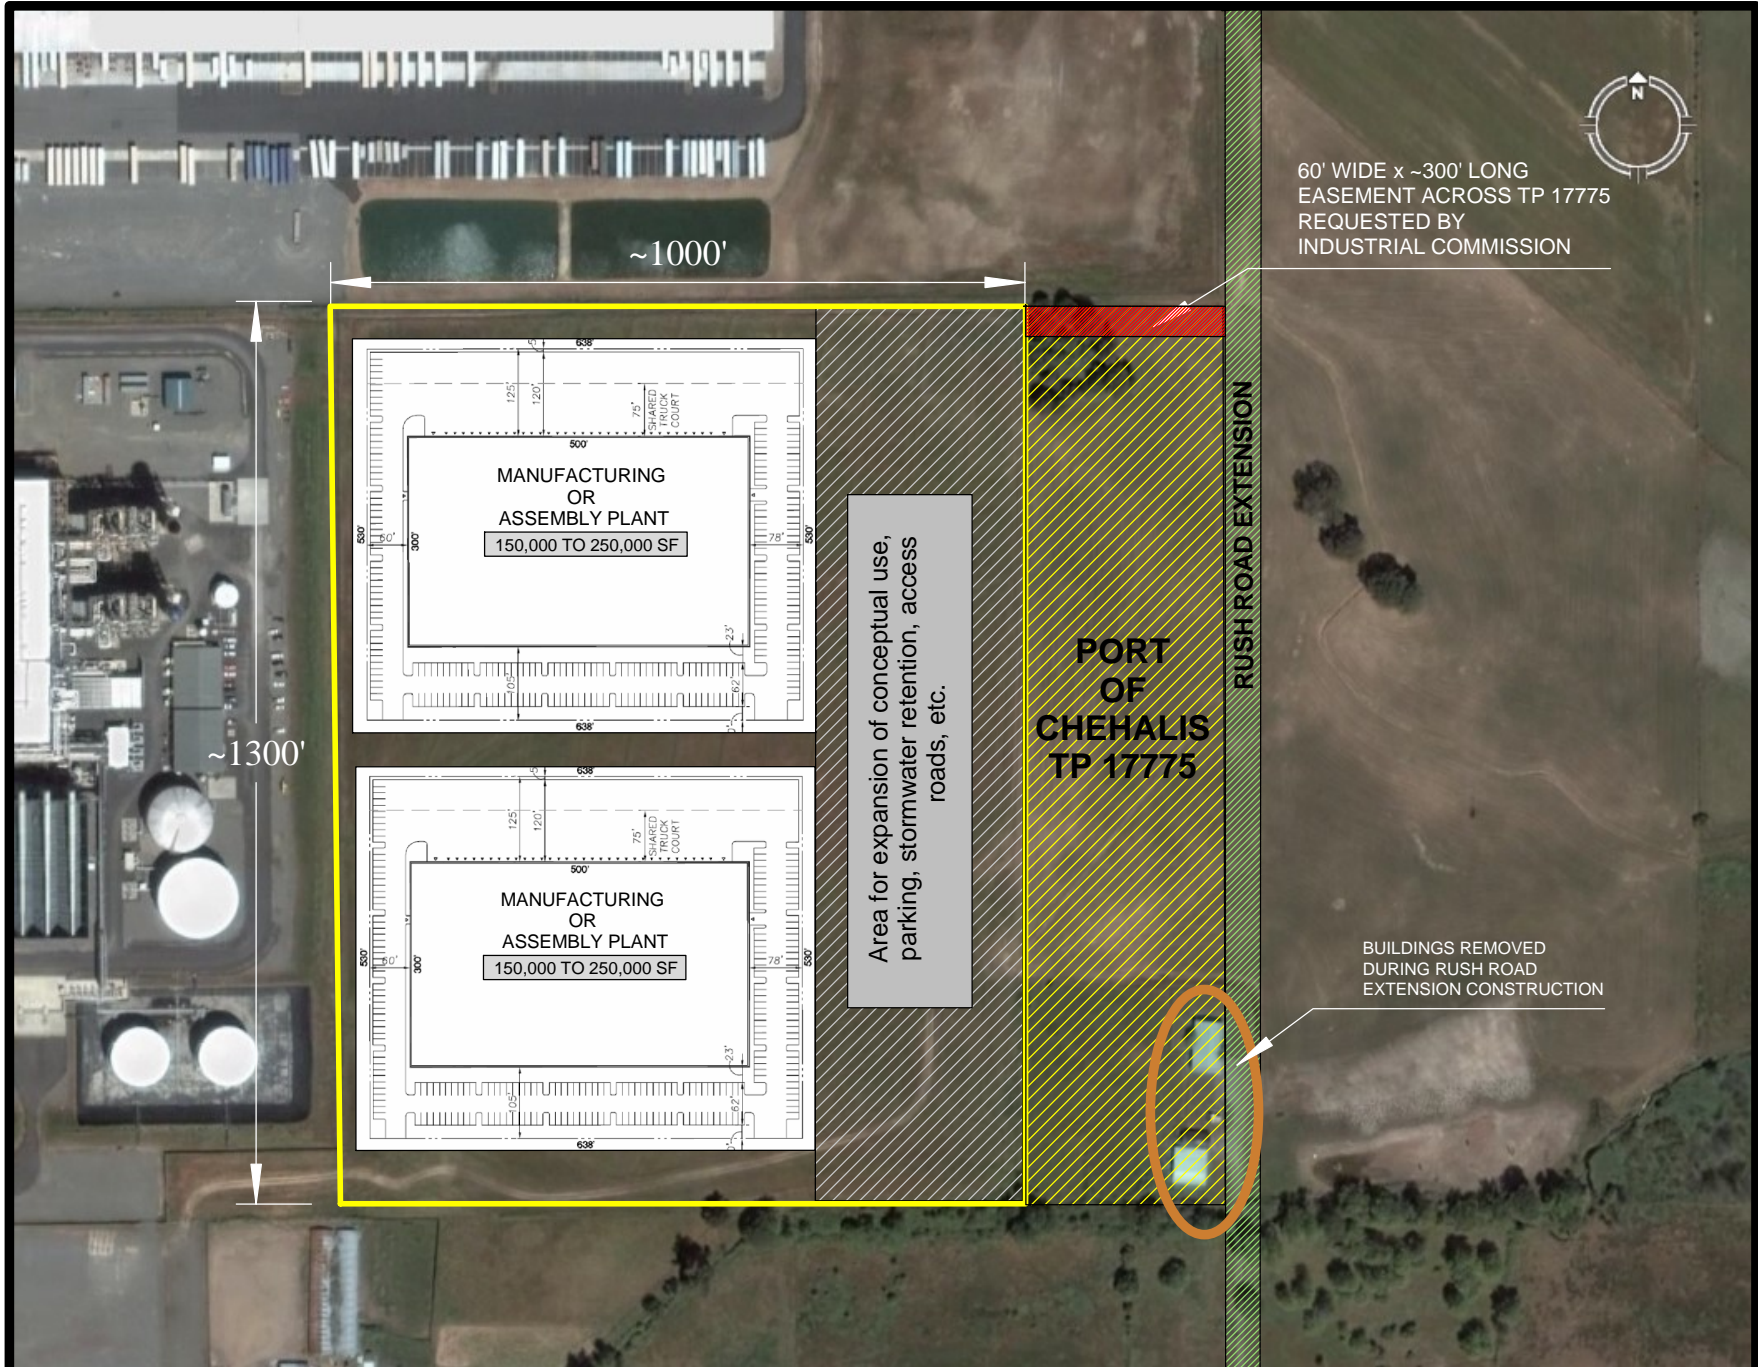 N
60' WIDE x ~300' LONG
EASEMENT ACROSS TP 17775
REQUESTED BY
INDUSTRIAL COMMISSION
~1000'
~1300'
638'
5'
125'
120'
75'
SHARED
TRUCK
COURT
500'
MANUFACTURING
OR
ASSEMBLY PLANT
150,000 TO 250,000 SF
530'
60'
300'
78'
530'
23'
105'
62'
638'
638'
5'
125'
120'
75'
SHARED
TRUCK
COURT
500'
MANUFACTURING
OR
ASSEMBLY PLANT
150,000 TO 250,000 SF
530'
60'
300'
78'
530'
23'
105'
62'
638'
Area for expansion of conceptual use,
parking, stormwater retention, access
roads, etc.
PORT
OF
CHEHALIS
TP 17775
RUSH ROAD EXTENSION
BUILDINGS REMOVED
DURING RUSH ROAD
EXTENSION CONSTRUCTION